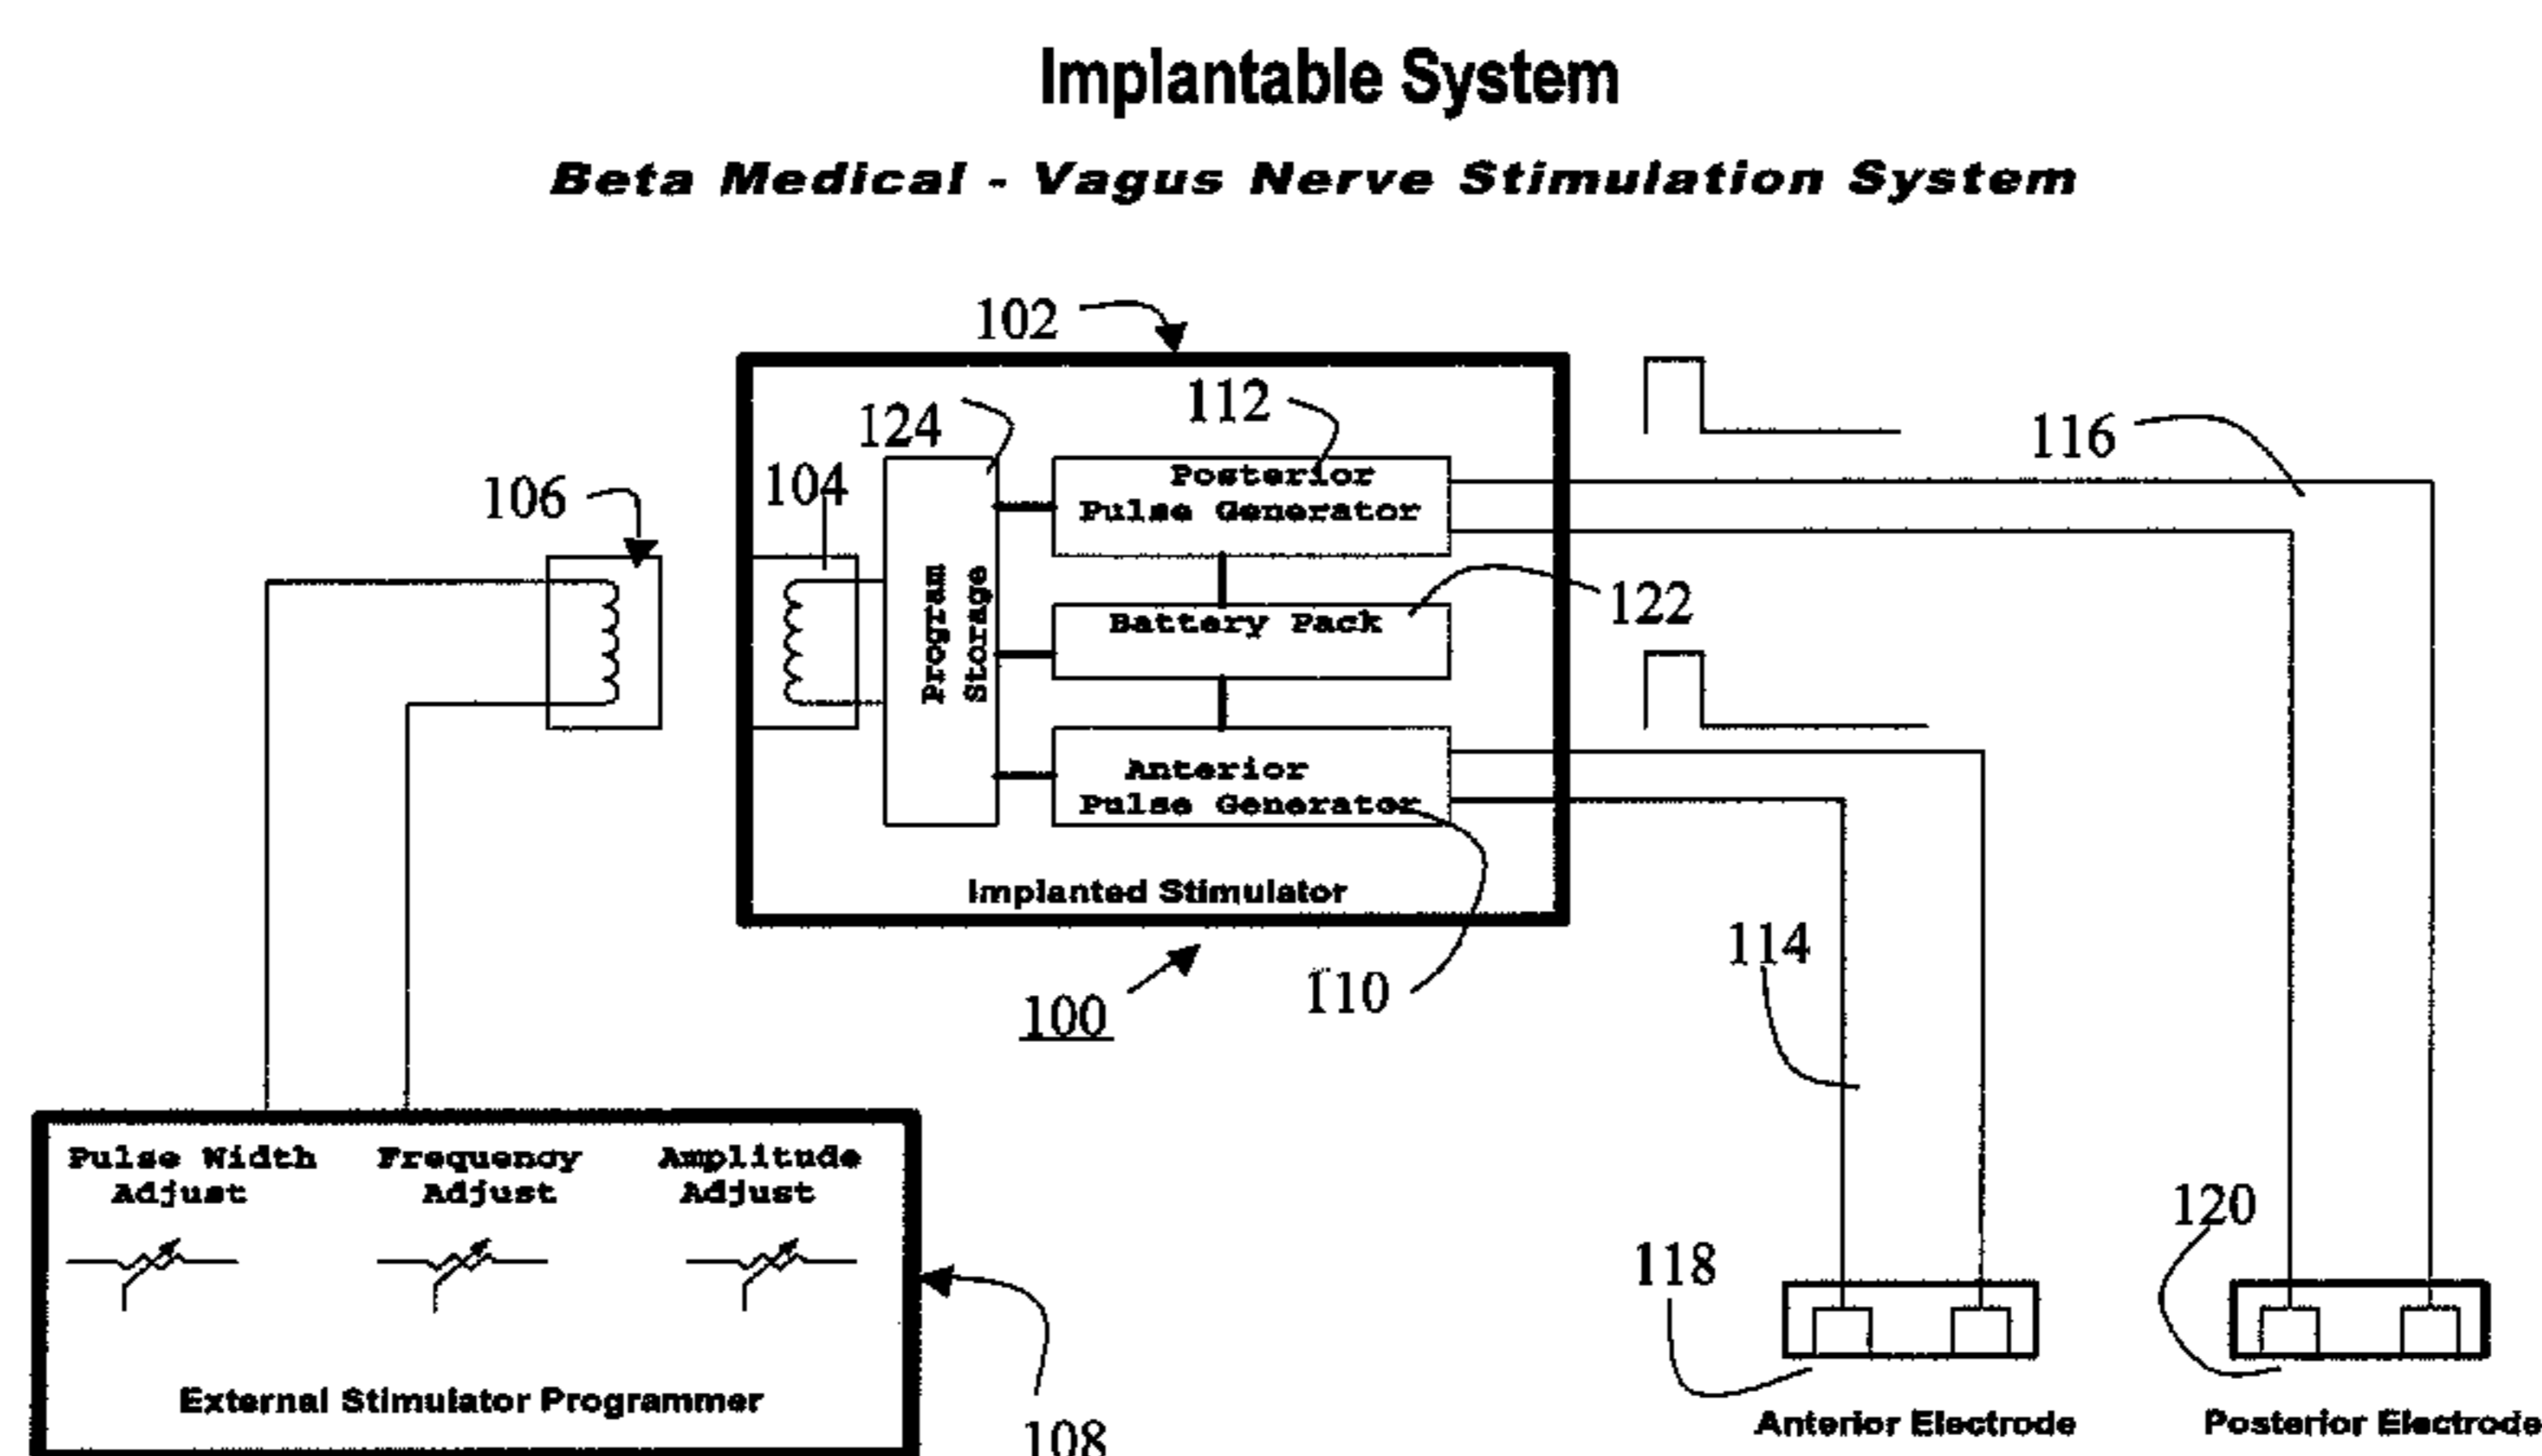 Implantable System
Beta Medical - Vagus Nerve Stimulation System
102
112
124
116
104
106
Posterior
Pulse Generator
122
Battery Pack
Program
Storage
Anterior
Pulse Generator
Implanted Stimulator
114
110
100
Pulse Width
Adjust
Frequency
Adjust
Amplitude
Adjust
120
118
External Stimulator Programmer
108
Anterior Electrode
Posterior Electrode